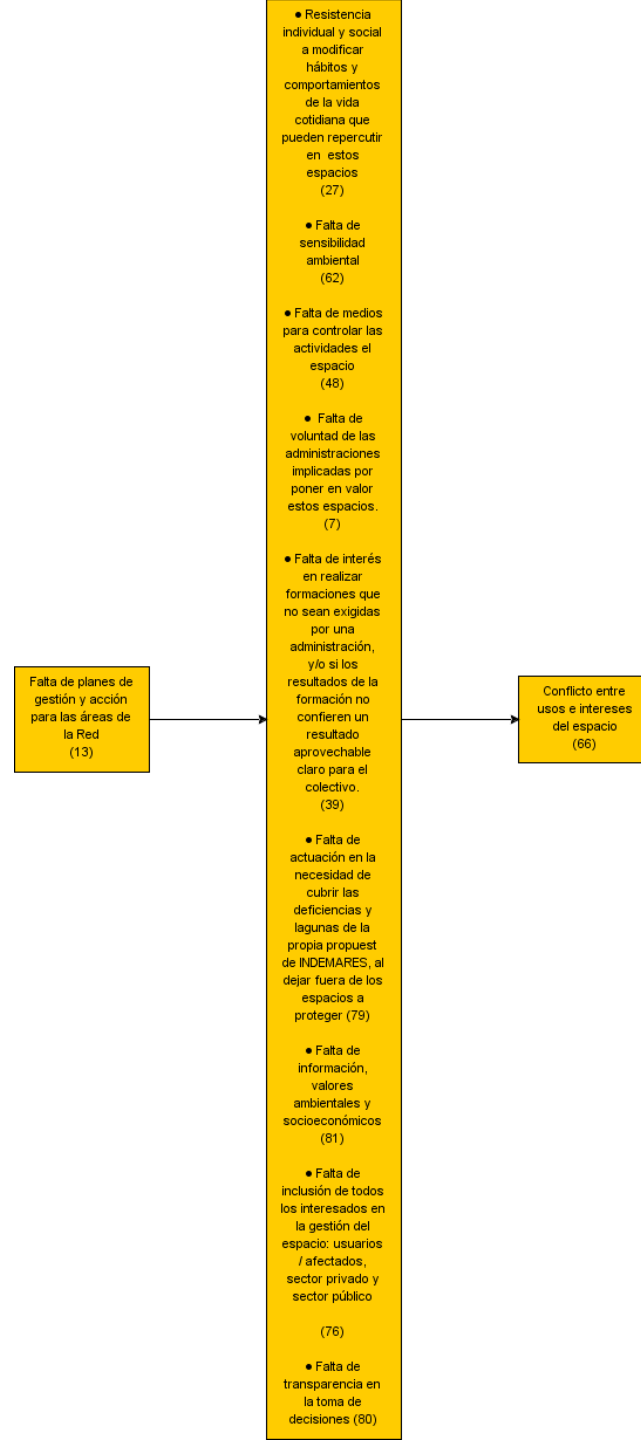 Falta de planes de
gestión y acción
para las áreas de
la Red
(13)
● Resistencia
individual y social
a modificar
hábitos y
comportamientos
de la vida
cotidiana que
pueden repercutir
en estos
espacios
(27)
● Falta de
sensibilidad
ambiental
(62)
● Falta de medios
para controlar las
actividades el
espacio
(48)
● Falta de
voluntad de las
administraciones
implicadas por
poner en valor
estos espacios.
(7)
● Falta de interés
en realizar
formaciones que
no sean exigidas
por una
administración,
y/o si los
resultados de la
formación no
confieren un
resultado
aprovechable
claro para el
colectivo.
(39)
● Falta de
actuación en la
necesidad de
cubrir las
deficiencias y
lagunas de la
propia propuest
de INDEMARES, al
dejar fuera de los
espacios a
proteger (79)
● Falta de
información,
valores
ambientales y
socioeconómicos
(81)
● Falta de
inclusión de todos
los interesados en
la gestión del
espacio: usuarios
/ afectados,
sector privado y
sector público
(76)
● Falta de
transparencia en
la toma de
decisiones (80)
Conflicto entre
usos e intereses
del espacio
(66)